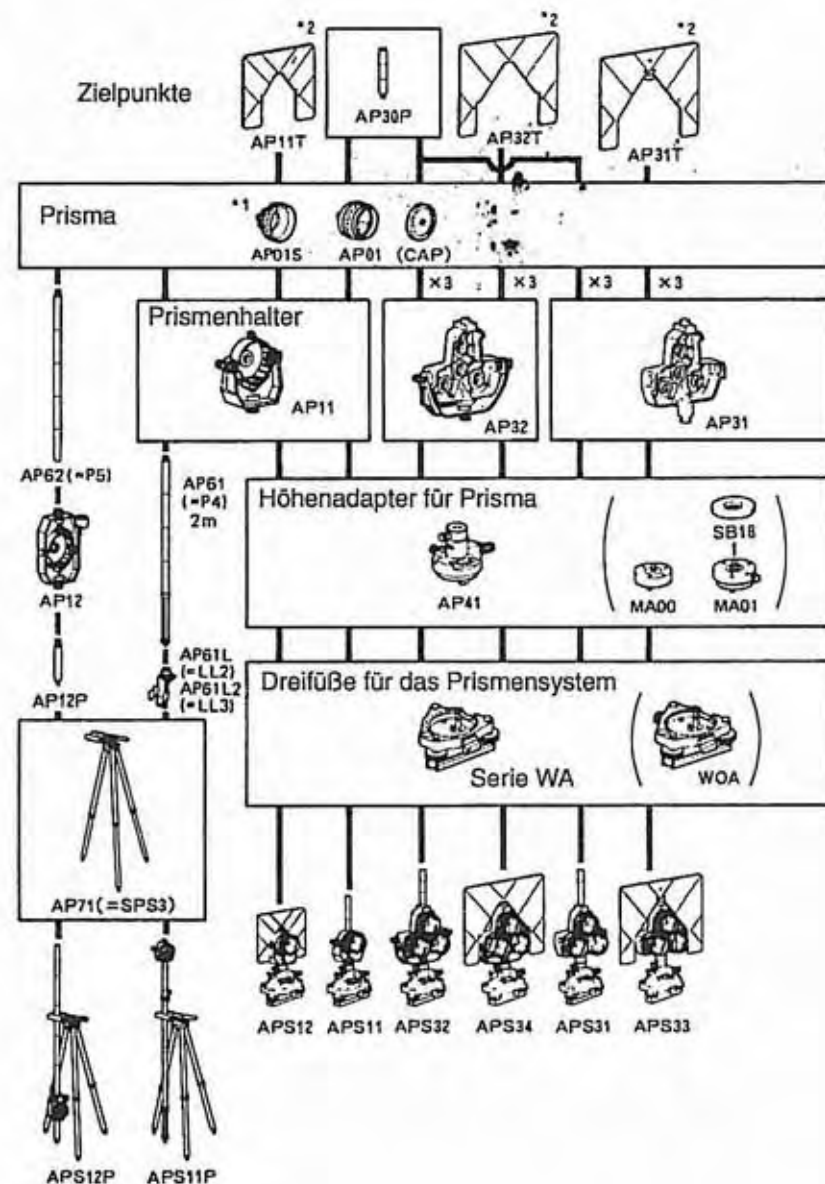 *2
*2
*2
Zielpunkte
AP11T
AP30P
AP32T
AP31T
Prisma
*1
AP01S
AP01
(CAP)
×3
×3
×3
×3
Prismenhalter
AP11
AP32
AP31
AP62 (=P5)
AP61
(=P4)
2m
Höhenadapter für Prisma
SB18
AP12
AP41
MA00
MA01
AP61L
(=LL2)
AP61L2
(=LL3)
AP12P
Dreifüße für das Prismensystem
Serie WA
WOA
AP71(=SPS3)
APS12
APS11
APS32
APS34
APS31
APS33
APS12P
APS11P